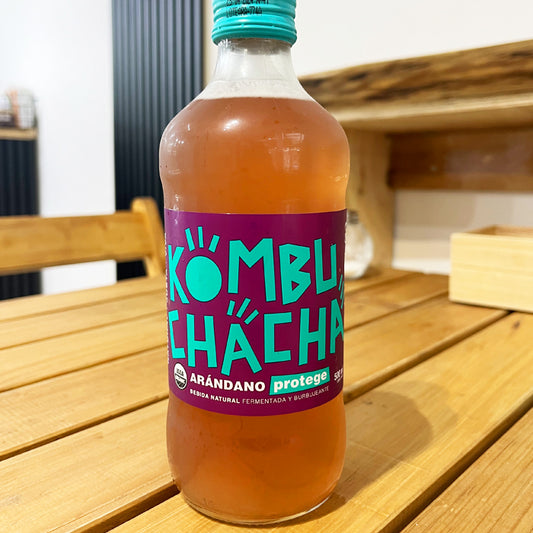 KOMBU
CHACHA
ARÁNDANO protege
BEBIDA NATURAL FERMENTADA Y BURBUJEANTE